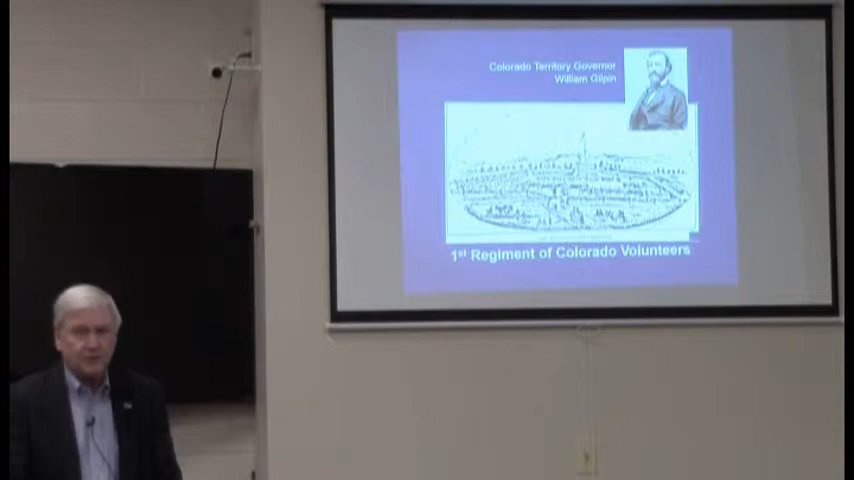 Colorado Territory Governor
William Gilpin
1st Regiment of Colorado Volunteers